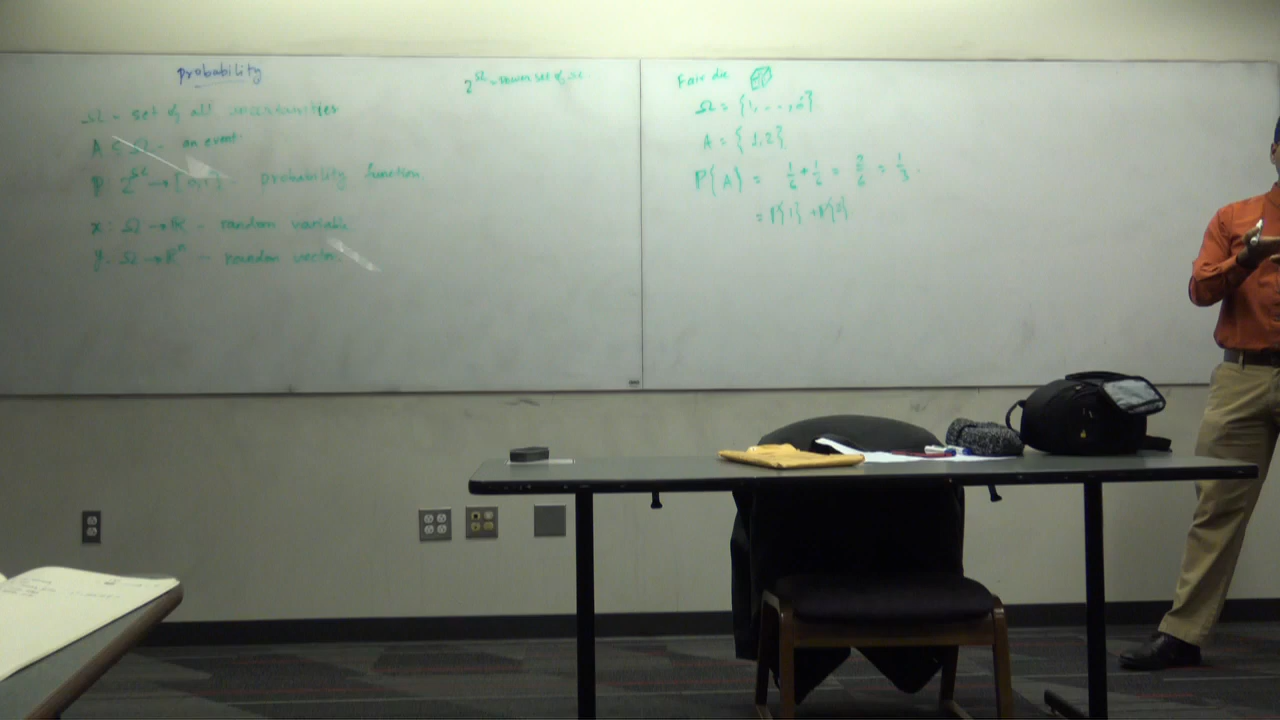 probability
Ω - set of all uncertainities
A ⊆ Ω - an event
P: 2^Ω → [0,1] - probability function.
x: Ω → R - random variable
y: Ω → R^n - random vector.
2^Ω - power set of Ω
Fair die
Ω = {1, - - , 6}
A = {1,2}
P{A} = 1/6 + 1/6 = 2/6 = 1/3.
= P{1} + P{2}